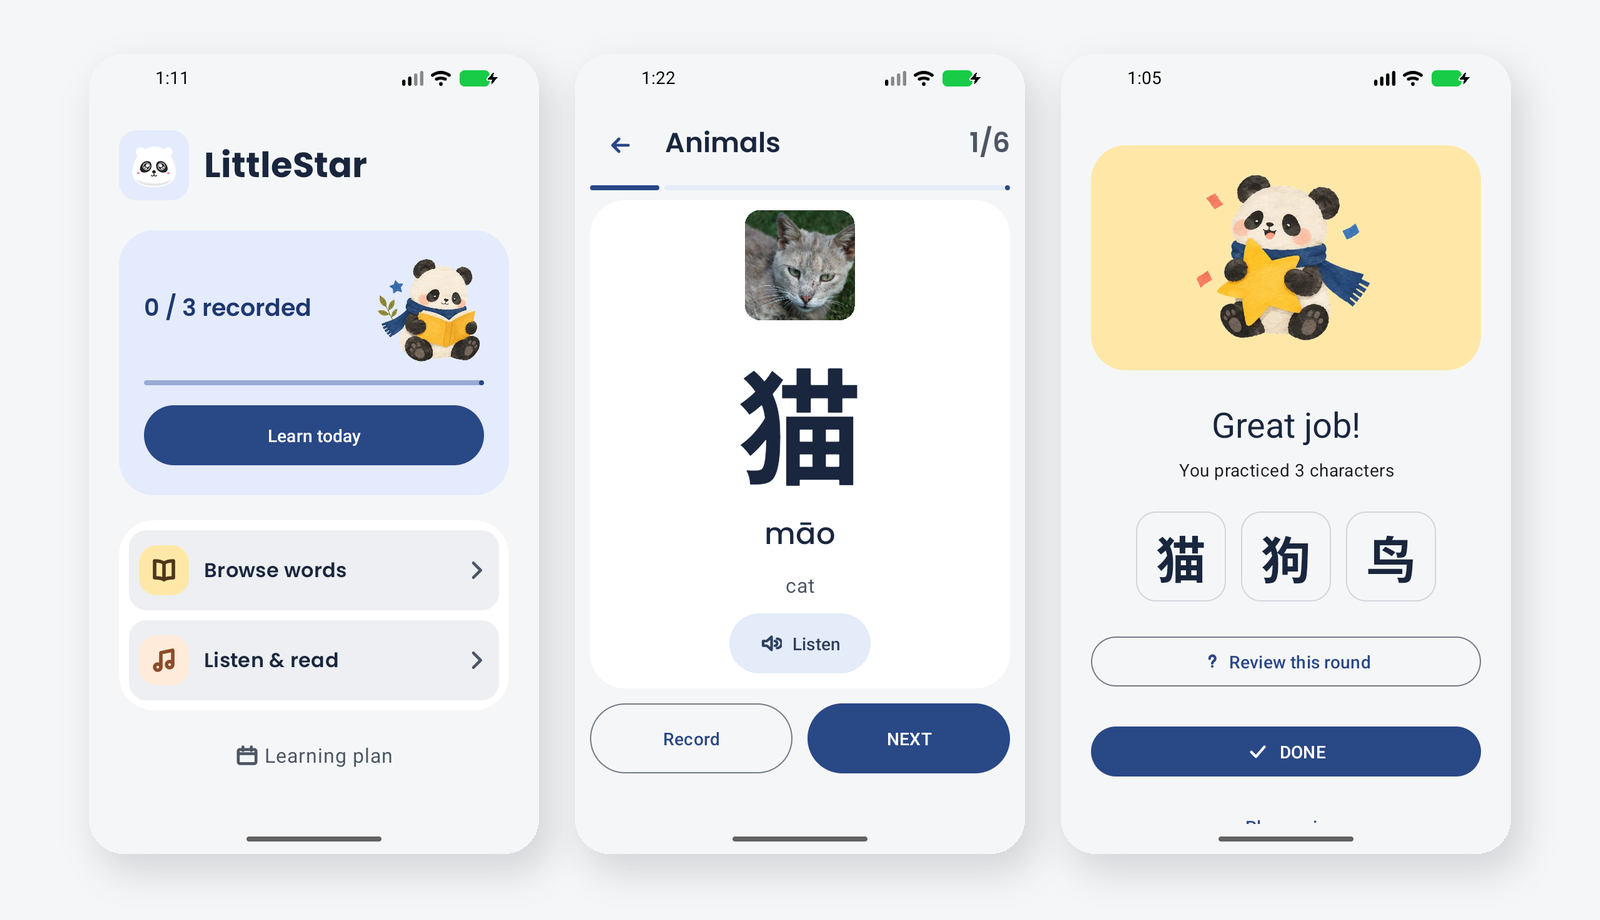 1:11
LittleStar
0 / 3 recorded
Learn today
Browse words
Listen & read
Learning plan
1:22
Animals
1/6
猫
māo
cat
Listen
Record
NEXT
1:05
Great job!
You practiced 3 characters
猫 狗 鸟
? Review this round
DONE